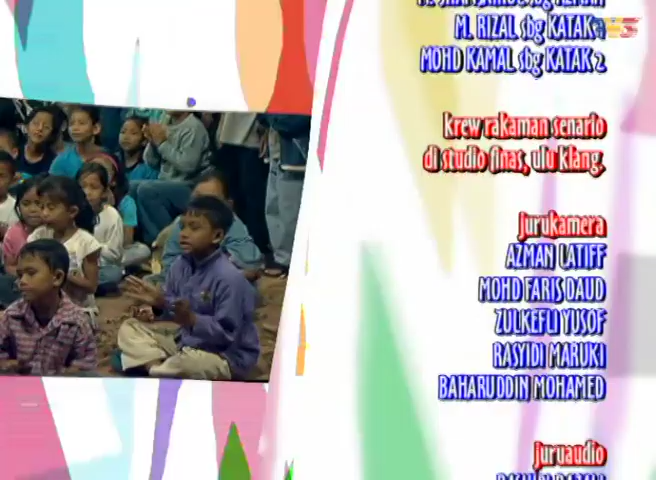 M. RIZAL sbg KATAK 1
MOHD KAMAL sbg KATAK 2
krew rakaman senario
di studio finas, ulu klang.
Jurukamera
AZMAN LATIFF
MOHD FARIS DAUD
ZULKEFLI YUSOF
RASYIDI MARUKI
BAHARUDDIN MOHAMED
Juruaudio